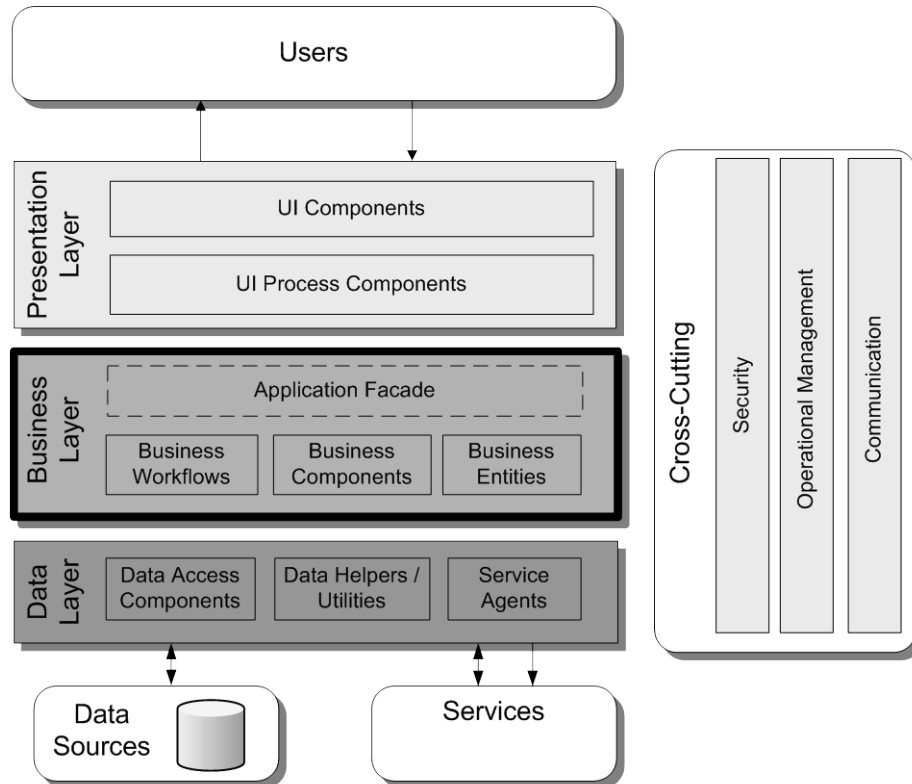 Users
Presentation
Layer
UI Components
UI Process Components
Business
Layer
Application Facade
Business
Workflows
Business
Components
Business
Entities
Data
Layer
Data Access
Components
Data Helpers /
Utilities
Service
Agents
Data
Sources
Services
Cross-Cutting
Security
Operational Management
Communication